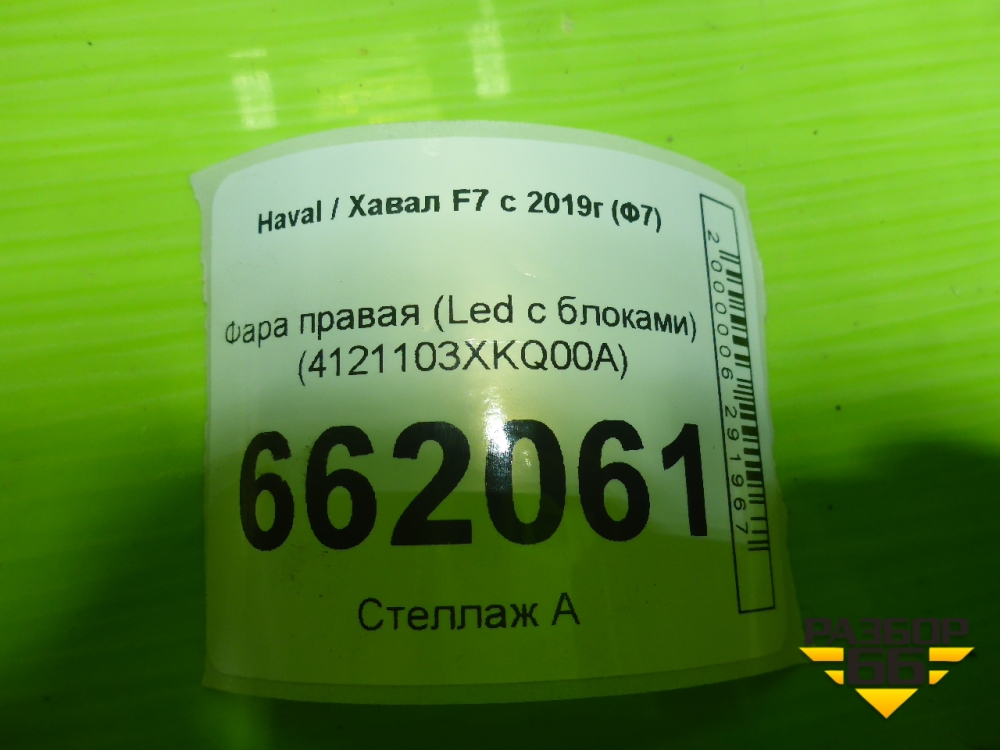 Haval / Хавал F7 с 2019г (Ф7)
Фара правая (Led с блоками)
(4121103XKQ00A)
662061
Стеллаж А
2000006291967
РАЗБОР
66